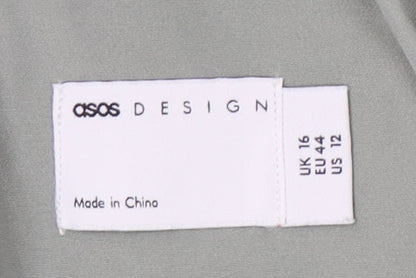 asos DESIGN
Made in China
UK 16
EU 44
US 12